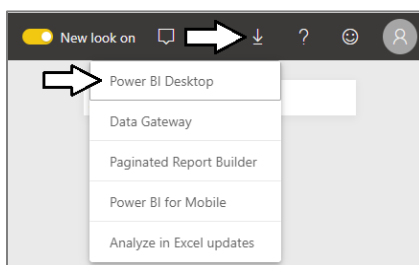 New look on
?
Power BI Desktop
Data Gateway
Paginated Report Builder
Power BI for Mobile
Analyze in Excel updates